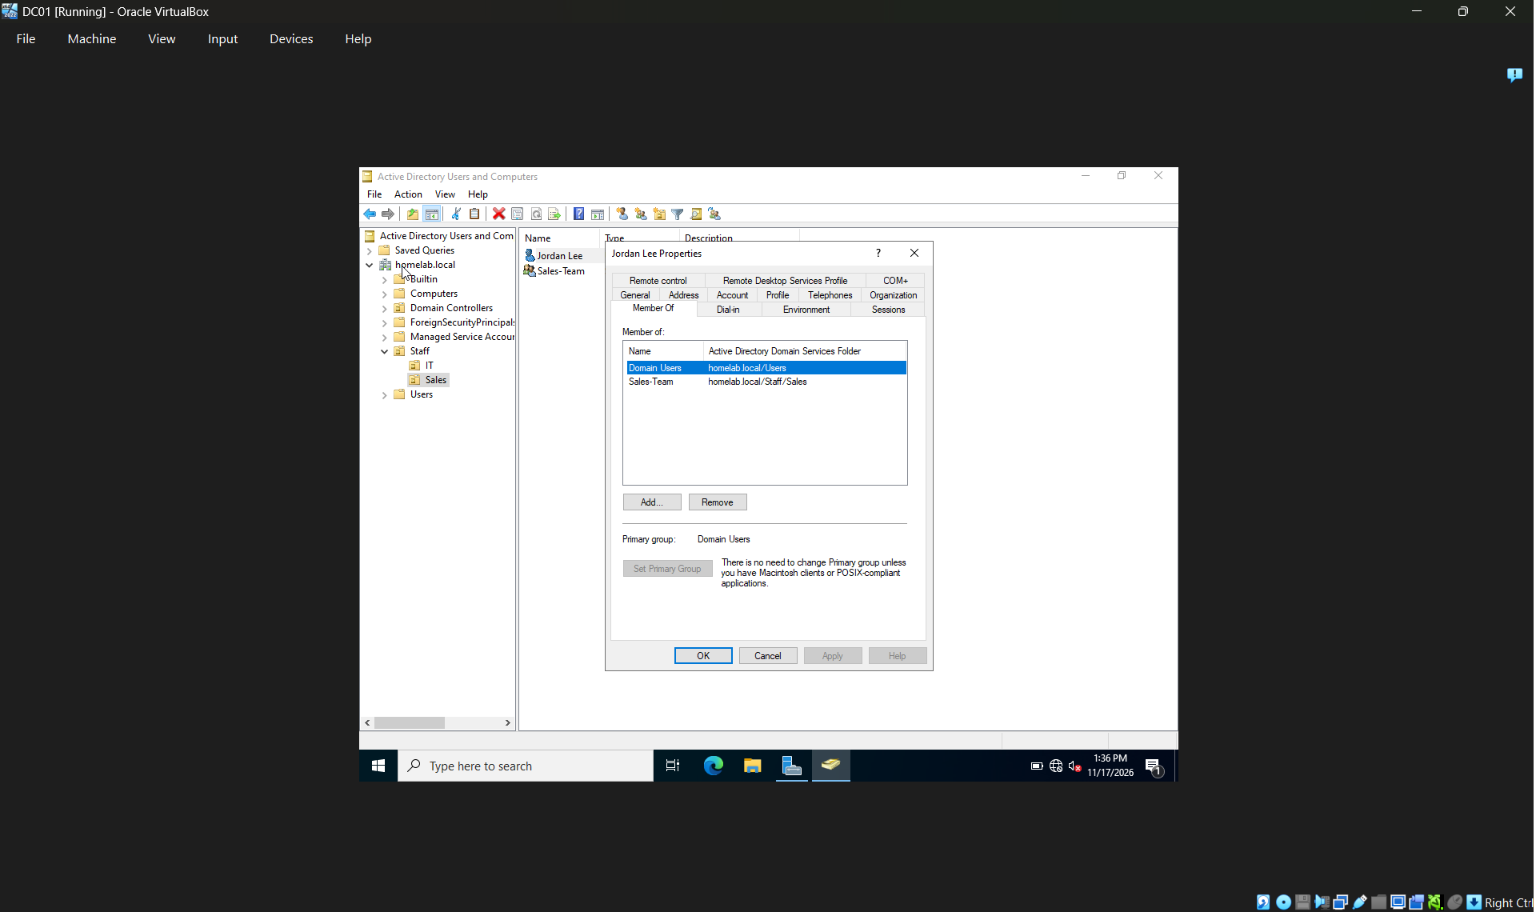 DC01 [Running] - Oracle VirtualBox
File Machine View Input Devices Help
Active Directory Users and Computers
File Action View Help
Active Directory Users and Com
Saved Queries
homelab.local
Builtin
Computers
Domain Controllers
ForeignSecurityPrincipals
Managed Service Accour
Staff
IT
Sales
Users
Name Type Description
Jordan Lee
Sales-Team
Jordan Lee Properties
Remote control Remote Desktop Services Profile COM+
General Address Account Profile Telephones Organization
Member Of Dial-in Environment Sessions
Member of:
Name Active Directory Domain Services Folder
Domain Users homelab.local/Users
Sales-Team homelab.local/Staff/Sales
Add... Remove
Primary group: Domain Users
Set Primary Group
There is no need to change Primary group unless
you have Macintosh clients or POSIX-compliant
applications.
OK Cancel Apply Help
Type here to search
1:36 PM
11/17/2026
1
Right Ctrl